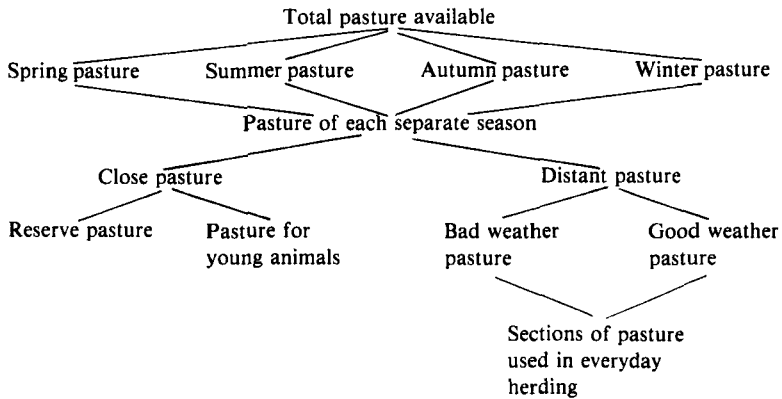 Total pasture available
Spring pasture Summer pasture Autumn pasture Winter pasture
Pasture of each separate season
Close pasture Distant pasture
Reserve pasture
Pasture for
young animals
Bad weather
pasture
Good weather
pasture
Sections of pasture
used in everyday
herding